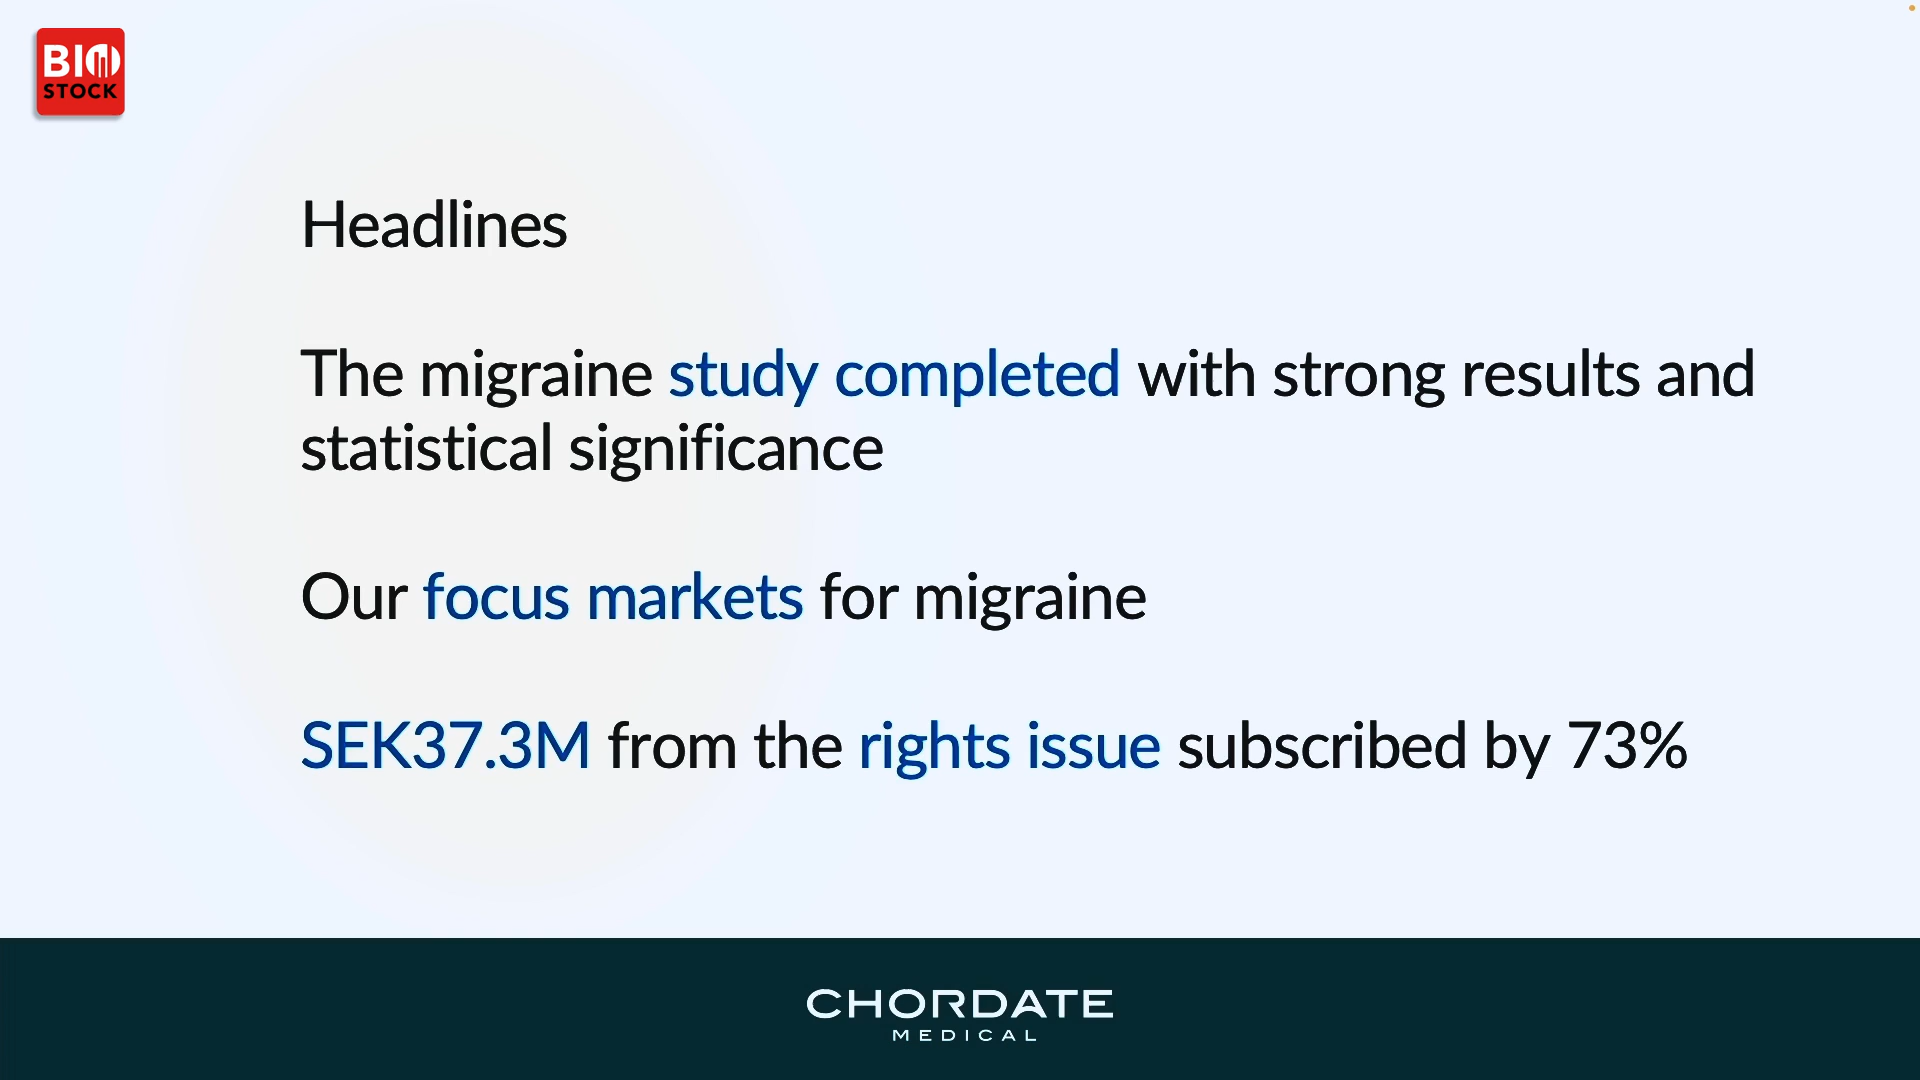 BIO
STOCK
Headlines
The migraine study completed with strong results and
statistical significance
Our focus markets for migraine
SEK37.3M from the rights issue subscribed by 73%
CHORDATE
MEDICAL